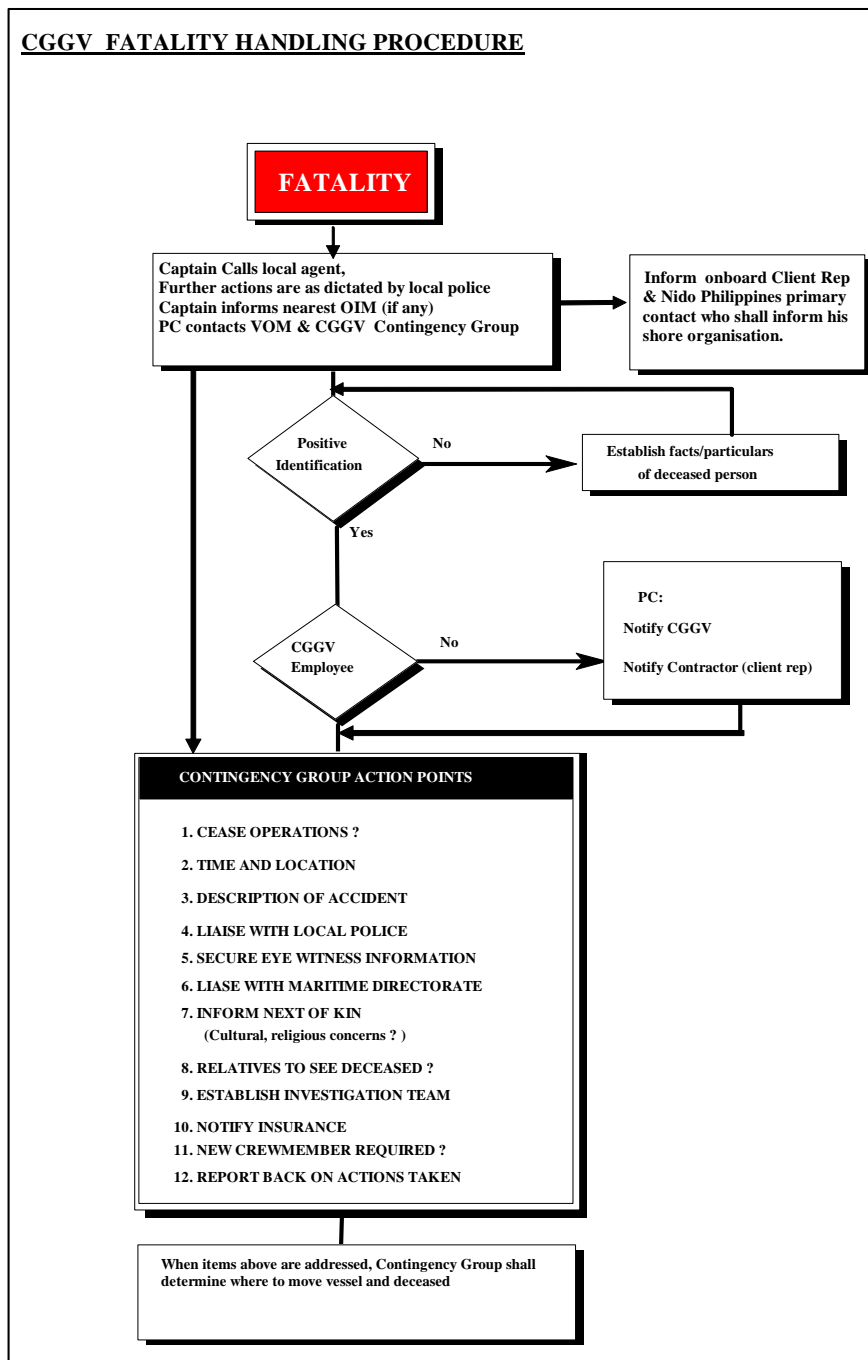 CGGV FATALITY HANDLING PROCEDURE
FATALITY
Captain Calls local agent,
Further actions are as dictated by local police
Captain informs nearest OIM (if any)
PC contacts VOM & CGGV Contingency Group
Inform onboard Client Rep
& Nido Philippines primary
contact who shall inform his
shore organisation.
Positive
Identification
No
Establish facts/particulars
of deceased person
Yes
CGGV
Employee
No
PC:
Notify CGGV
Notify Contractor (client rep)
CONTINGENCY GROUP ACTION POINTS
1. CEASE OPERATIONS ?
2. TIME AND LOCATION
3. DESCRIPTION OF ACCIDENT
4. LIAISE WITH LOCAL POLICE
5. SECURE EYE WITNESS INFORMATION
6. LIASE WITH MARITIME DIRECTORATE
7. INFORM NEXT OF KIN
(Cultural, religious concerns ? )
8. RELATIVES TO SEE DECEASED ?
9. ESTABLISH INVESTIGATION TEAM
10. NOTIFY INSURANCE
11. NEW CREWMEMBER REQUIRED ?
12. REPORT BACK ON ACTIONS TAKEN
When items above are addressed, Contingency Group shall
determine where to move vessel and deceased